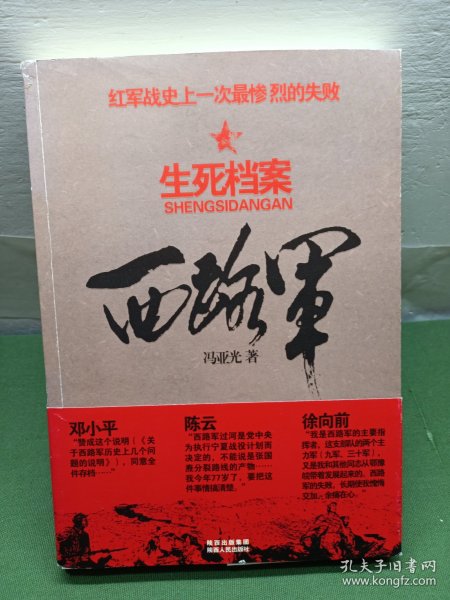 红军战史上一次最惨烈的失败
生死档案
SHENGSIDANGAN
西路军
冯亚光 著
邓小平
“赞成这个说明（《关
于西路军历史上几个问
题的说明》），同意全
件存档……”
陈云
“西路军过河是党中央
为执行宁夏战役计划而
决定的，不能说是张国
焘分裂路线的产物……
我今年77岁了，要把这
件事情搞清楚。”
徐向前
“我是西路军的主要指
挥者，这支部队的两个主
力军（九军、三十军），
又是我和其他同志从鄂豫
皖带着发展起来的。西路
军的失败，长期使我愧悔
交加，余痛在心。
陕西出版集团
陕西人民出版社
孔夫子旧书网
www.kongfz.com